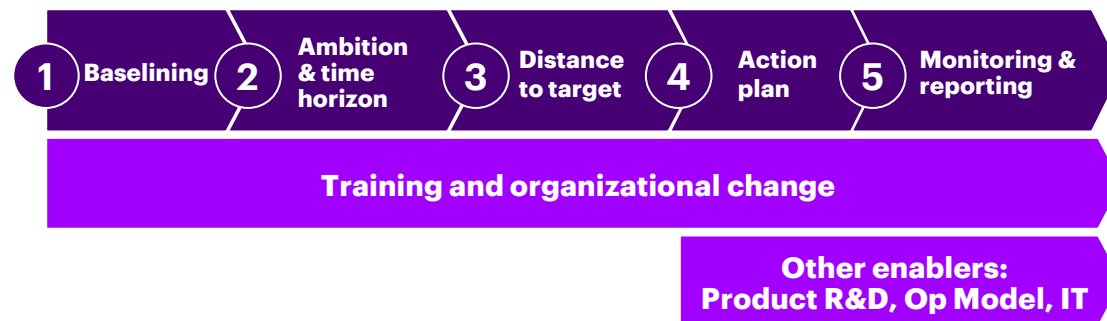 1
Baselining
2
Ambition
& time
horizon
3
Distance
to target
4
Action
plan
5
Monitoring &
reporting
Training and organizational change
Other enablers:
Product R&D, Op Model, IT